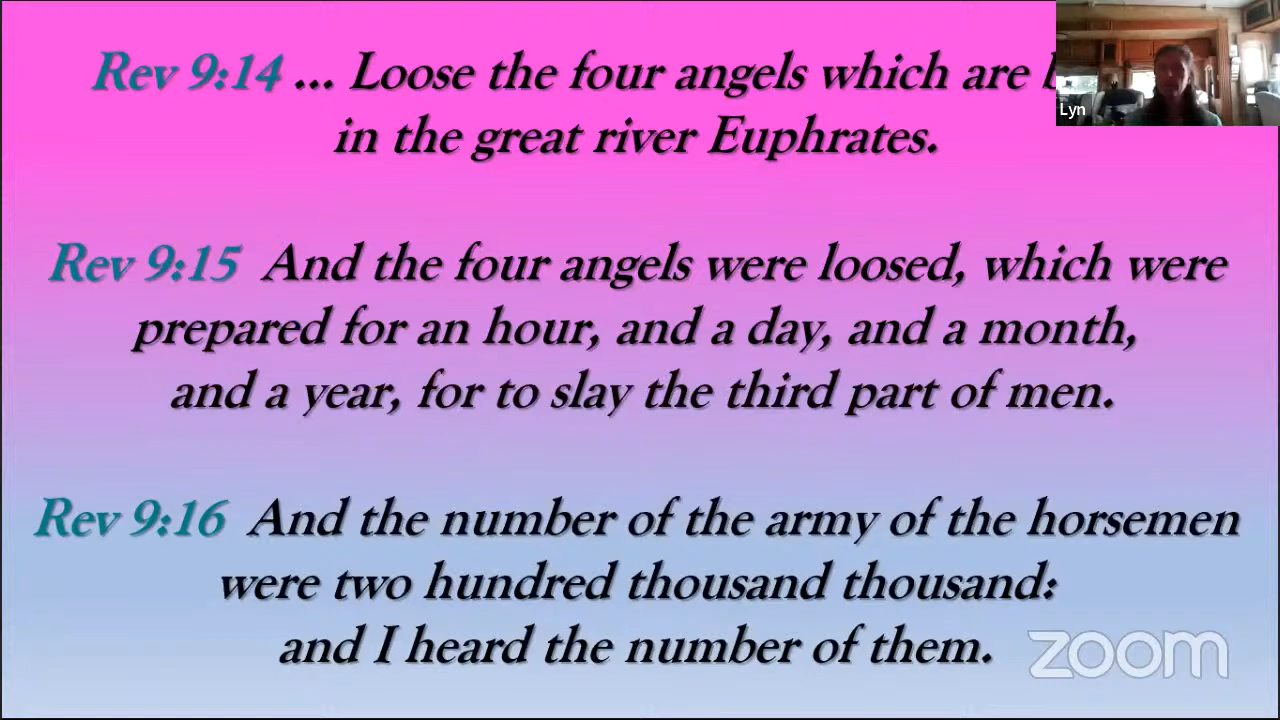 Rev 9:14 ... Loose the four angels which are
in the great river Euphrates.
Rev 9:15 And the four angels were loosed, which were
prepared for an hour, and a day, and a month,
and a year, for to slay the third part of men.
Rev 9:16 And the number of the army of the horsemen
were two hundred thousand thousand:
and I heard the number of them.
Lyn
zoom